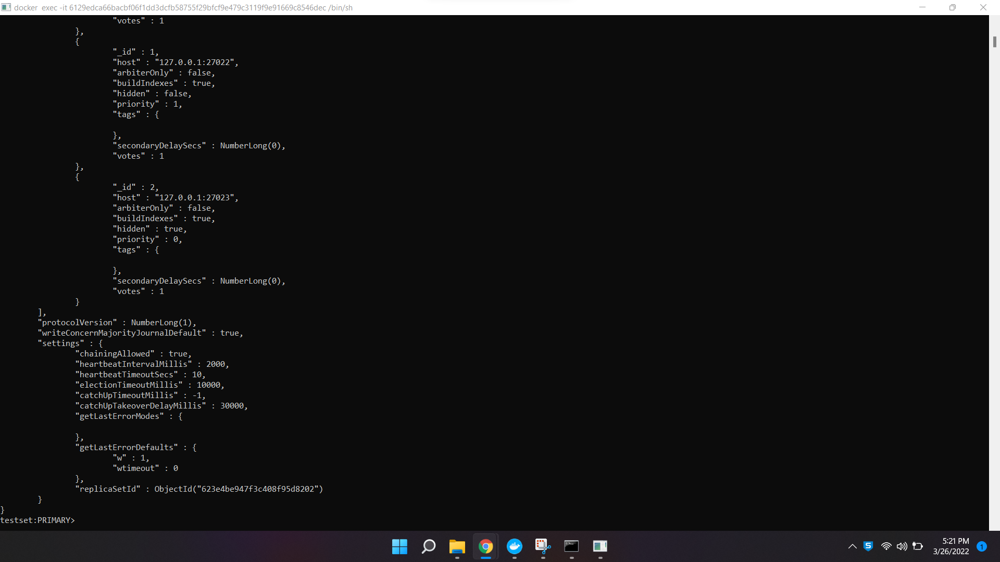 docker  exec -it 6129edca66bacbf06f1dd3dcfb58755f29bfcf9e479c3119f9e91669c8546dec /bin/sh
"votes" : 1
},
{
"_id" : 1,
"host" : "127.0.0.1:27022",
"arbiterOnly" : false,
"buildIndexes" : true,
"hidden" : false,
"priority" : 1,
"tags" : {
},
"secondaryDelaySecs" : NumberLong(0),
"votes" : 1
},
{
"_id" : 2,
"host" : "127.0.0.1:27023",
"arbiterOnly" : false,
"buildIndexes" : true,
"hidden" : true,
"priority" : 0,
"tags" : {
},
"secondaryDelaySecs" : NumberLong(0),
"votes" : 1
}
],
"protocolVersion" : NumberLong(1),
"writeConcernMajorityJournalDefault" : true,
"settings" : {
"chainingAllowed" : true,
"heartbeatIntervalMillis" : 2000,
"heartbeatTimeoutSecs" : 10,
"electionTimeoutMillis" : 10000,
"catchUpTimeoutMillis" : -1,
"catchUpTakeoverDelayMillis" : 30000,
"getLastErrorModes" : {
},
"getLastErrorDefaults" : {
"w" : 1,
"wtimeout" : 0
},
"replicaSetId" : ObjectId("623e4be947f3c408f95d8202")
}
}
testset:PRIMARY>
S
5:21 PM
3/26/2022
1